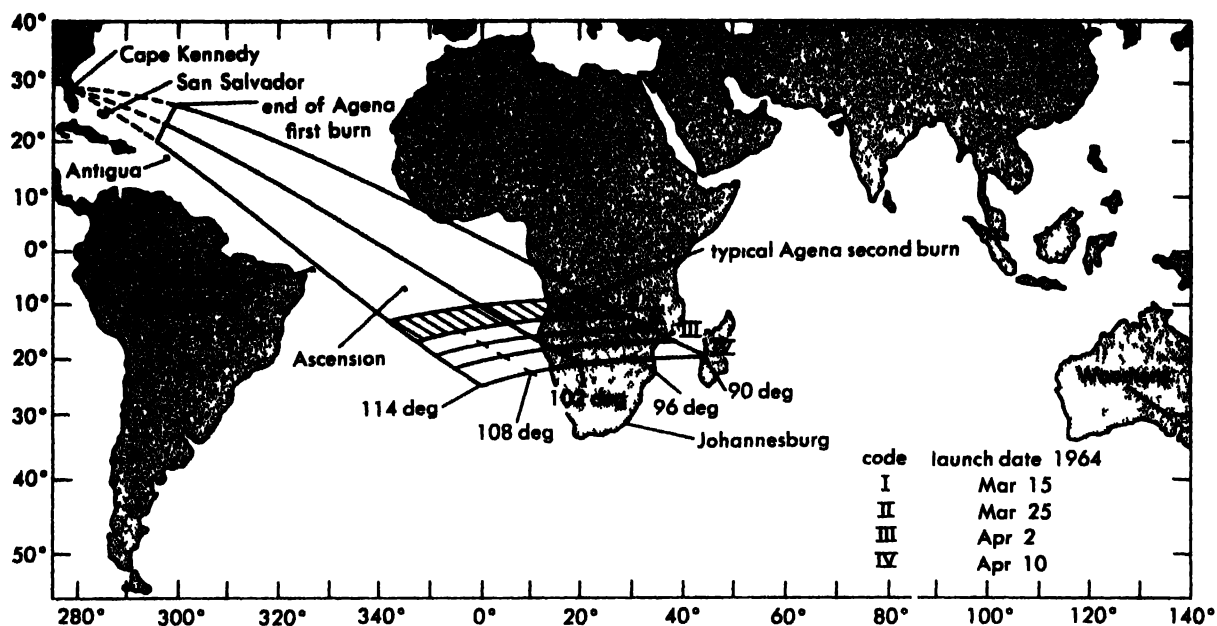 40°
30°
20°
10°
0°
10°
20°
30°
40°
50°
Cape Kennedy
San Salvador
end of Agena
first burn
Antigua
typical Agena second burn
Ascension
III
IV
114 deg
108 deg
102 deg
96 deg
90 deg
Johannesburg
code launch date 1964
I Mar 15
II Mar 25
III Apr 2
IV Apr 10
280° 300° 320° 340° 0° 20° 40° 60° 80° 100° 120° 140°